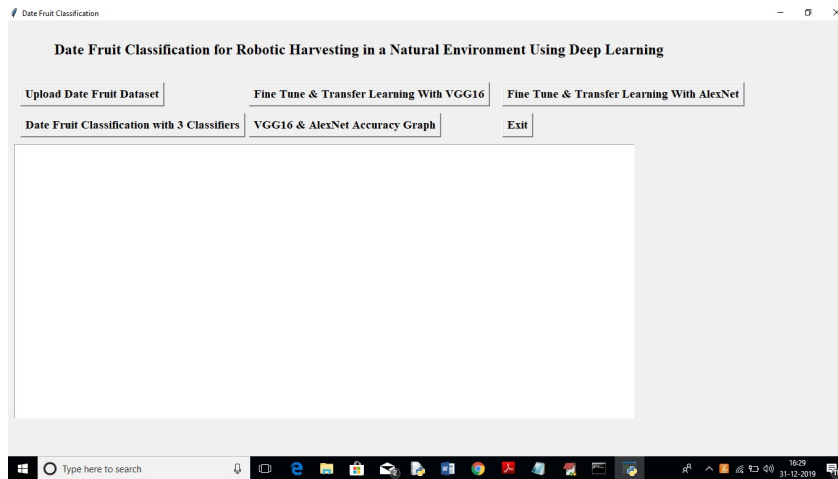 Date Fruit Classification
Date Fruit Classification for Robotic Harvesting in a Natural Environment Using Deep Learning
Upload Date Fruit Dataset Fine Tune & Transfer Learning With VGG16 Fine Tune & Transfer Learning With AlexNet
Date Fruit Classification with 3 Classifiers VGG16 & AlexNet Accuracy Graph Exit
Type here to search
16:29
31-12-2019